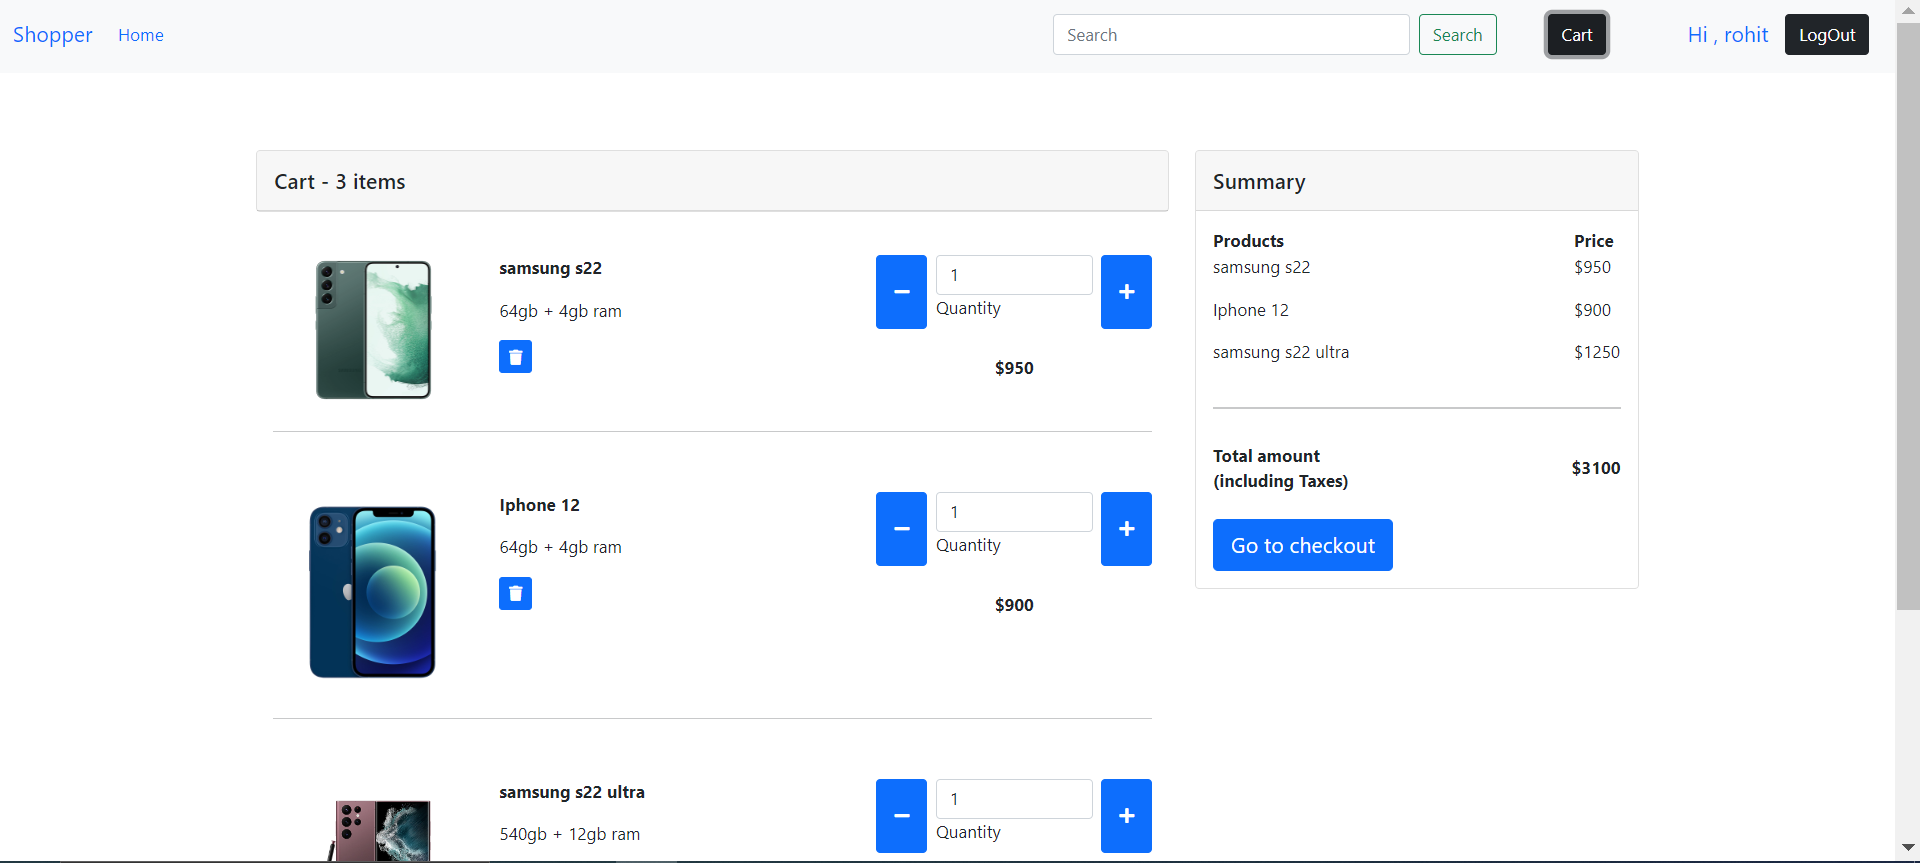 Shopper Home Search Search Cart Hi , rohit LogOut
Cart - 3 items
samsung s22
64gb + 4gb ram
1
Quantity
$950
Iphone 12
64gb + 4gb ram
1
Quantity
$900
samsung s22 ultra
540gb + 12gb ram
1
Quantity
Summary
Products Price
samsung s22 $950
Iphone 12 $900
samsung s22 ultra $1250
Total amount
(including Taxes) $3100
Go to checkout